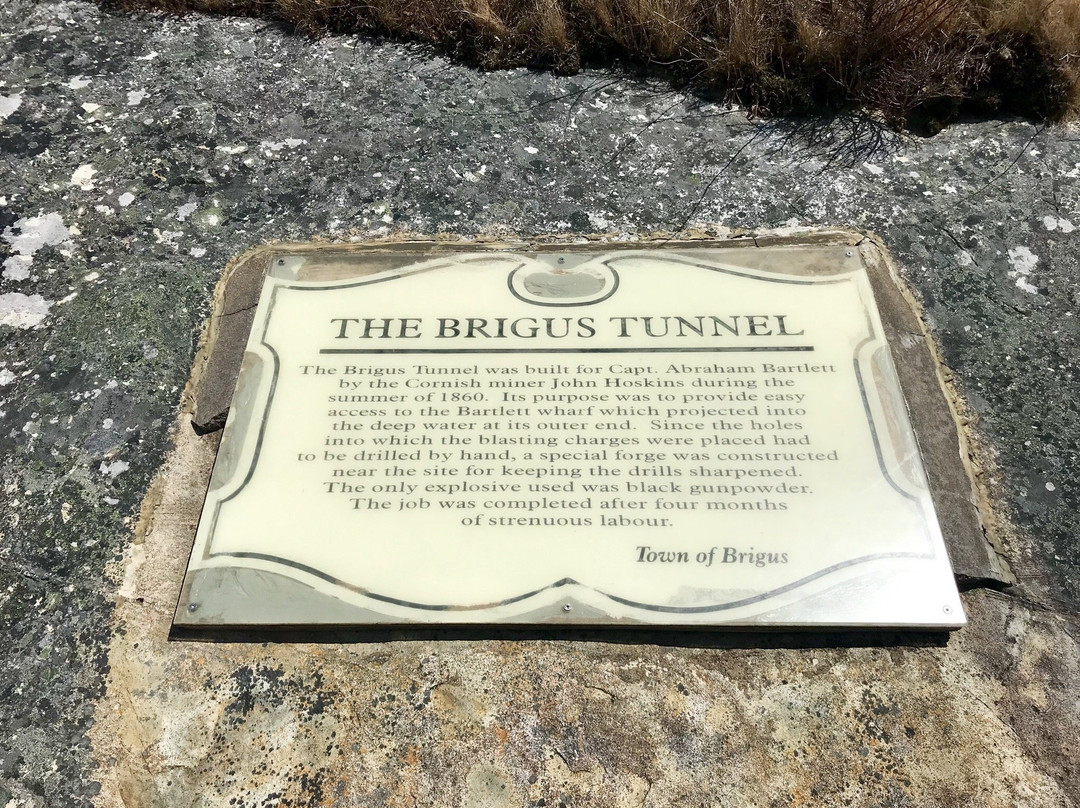 THE BRIGUS TUNNEL
The Brigus Tunnel was built for Capt. Abraham Bartlett
by the Cornish miner John Hoskins during the
summer of 1860. Its purpose was to provide easy
access to the Bartlett wharf which projected into
the deep water at its outer end. Since the holes
into which the blasting charges were placed had
to be drilled by hand, a special forge was constructed
near the site for keeping the drills sharpened.
The only explosive used was black gunpowder.
The job was completed after four months
of strenuous labour.
Town of Brigus